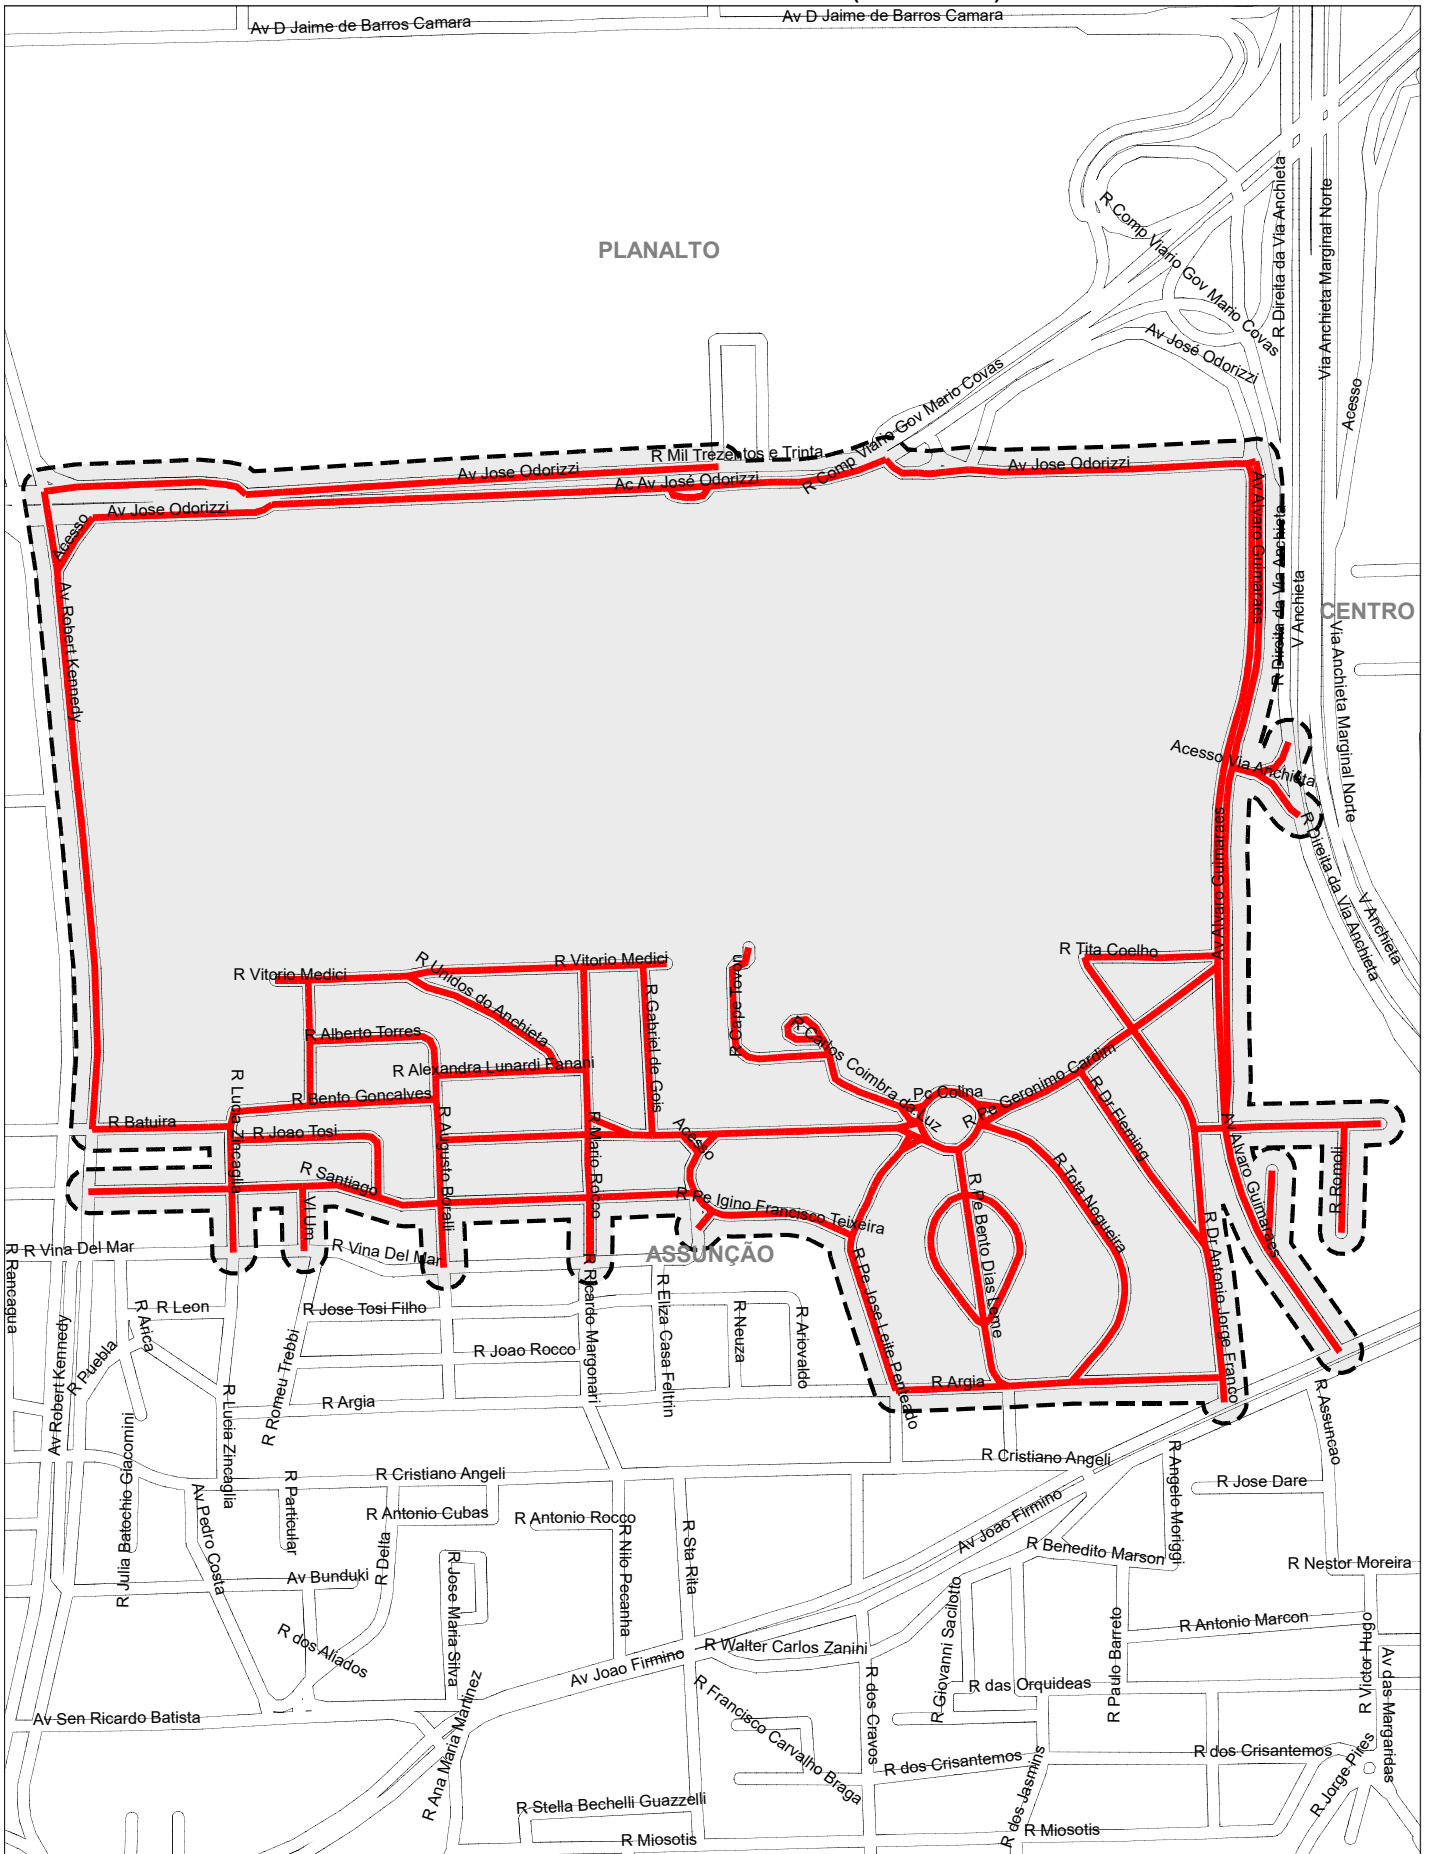 Av D Jaime de Barros Camara
Av D Jaime de Barros Camara
PLANALTO
R Comp Viario Gov Mario Covas
R Direita da Via Anchieta
Via Anchieta Marginal Norte
Av José Odorizzi
Acesso
R Comp Viario Gov Mario Covas
R Mil Trezentos e Trinta
Av Jose Odorizzi
Ac Av José Odorizzi
Av Jose Odorizzi
Av Jose Odorizzi
Acesso
Av Robert Kennedy
Av Alvaro Guimaraes
R Direita da Via Anchieta
V Anchieta
CENTRO
Via Anchieta Marginal Norte
Acesso Via Anchieta
R Direita da Via Anchieta
V Anchieta
Av Alvaro Guimaraes
R Tita Coelho
R Vitorio Medici
R Unidos do Anchieta
R Vitorio Medici
R Gabriel de Gois
R Cape Tovon
R Carlos Coimbra da Luz
R Alberto Torres
R Alexandra Lunardi Fanani
R Bento Goncalves
Pc Colina
R Pe Geronimo Cardim
R Dr Fleming
R Batuira
R Lucia Zincaglia
R Joao Tosi
R Augusto Boralli
R Mario Rocco
Acesso
Av Alvaro Guimaraes
R Rounoli
R Santiago
Vl Um
R Pe Igino Francisco Teixeira
R Pe Bento Dias Leme
R Tota Nogueira
R Dr Antonio Jorge Franco
ASSUNÇÃO
R Vina Del Mar
R Vina Del Mar
R Rancaqua
R Leon
R Arica
R Jose Tosi Filho
R Ricardo Margonari
R Eliza Casa Feltrin
R Neuza
R Ariovaldo
R Pe Jose Leite Penteado
R Joao Rocco
R Puebla
Av Robert Kennedy
R Romeu Trebbi
R Argia
R Argia
R Lucia Zincaglia
R Assuncao
R Julia Batochio Giacomini
R Cristiano Angeli
R Cristiano Angeli
R Particular
Av Pedro Costa
R Antonio Cubas
R Antonio Rocco
R Delta
R Nilo Pecanha
R Sta Rita
Av Joao Firmino
R Angelo Moriggi
R Jose Dare
R Benedito Marson
R Nestor Moreira
Av Bunduki
R Jose Maria Silva
R dos Aliados
R Giovanni Sacilotto
R Paulo Barreto
R Antonio Marcon
R Victor Hugo
Av das Margaridas
R Walter Carlos Zanini
Av Joao Firmino
R Francisco Carvalho Braga
R dos Cravos
R das Orquideas
Av Sen Ricardo Batista
R Ana Maria Martinez
R dos Crisantemos
R dos Crisantemos
R dos Jasmins
R Jorge Pires
R Stella Bechelli Guazzelli
R Miosotis
R Miosotis